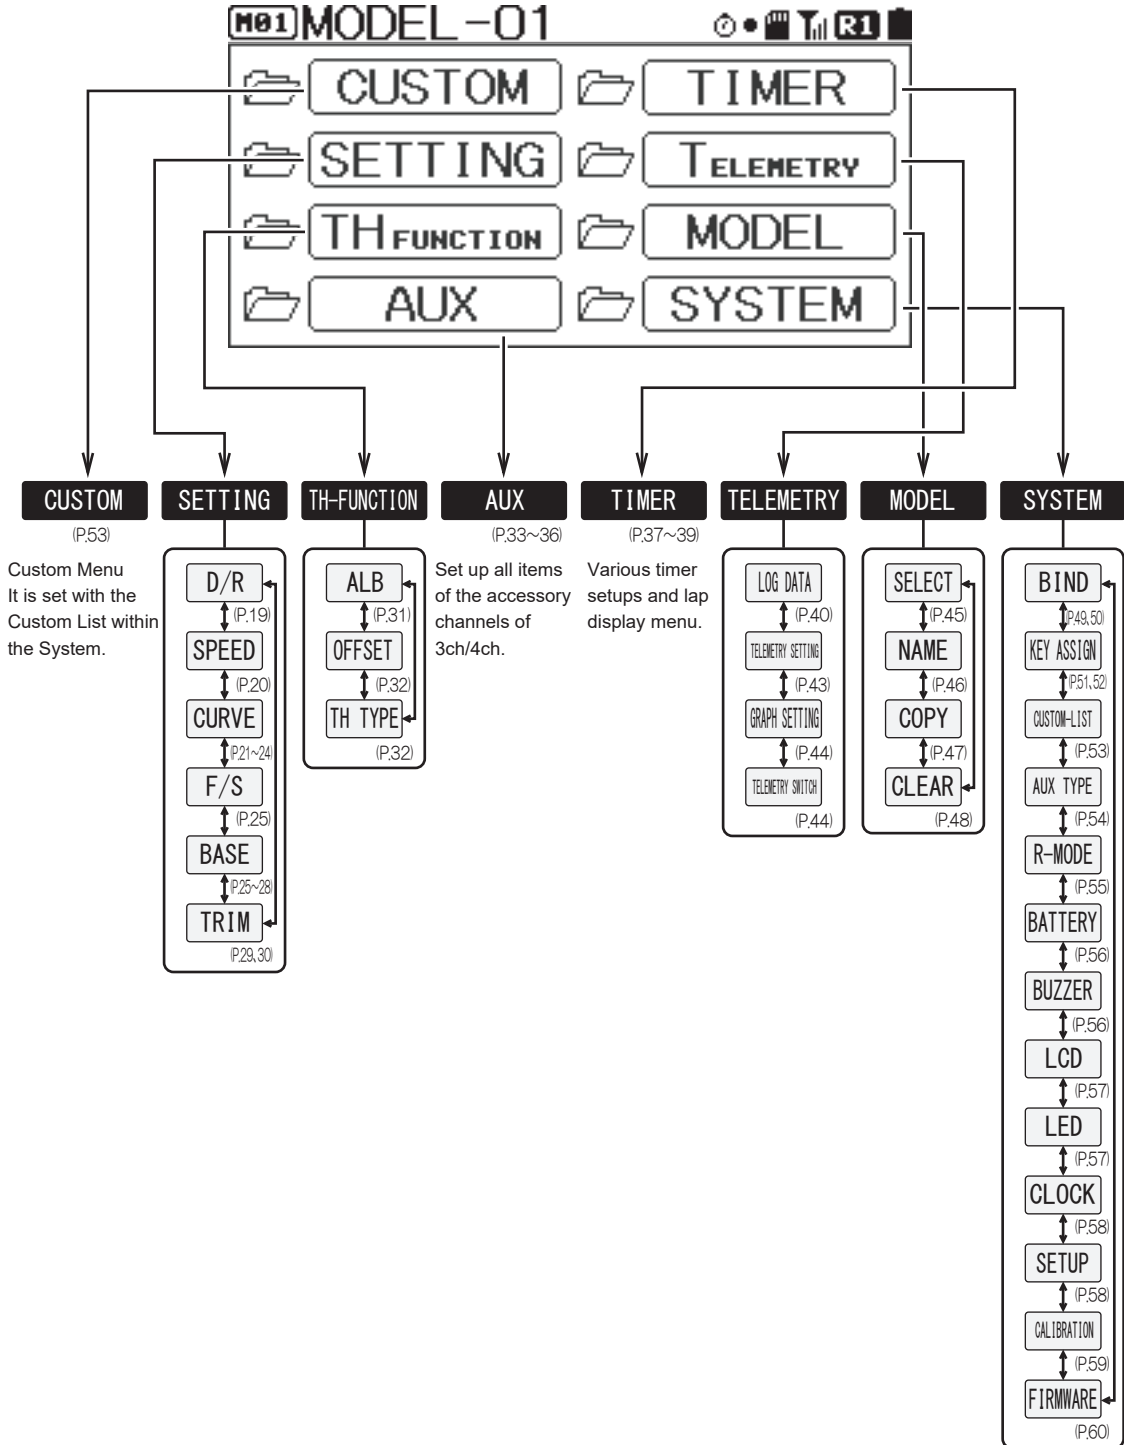 M01 MODEL-01 R1
CUSTOM TIMER
SETTING TELEMETRY
TH FUNCTION MODEL
AUX SYSTEM
CUSTOM
(P.53)
Custom Menu
It is set with the
Custom List within
the System.
SETTING
D/R
(P.19)
SPEED
(P.20)
CURVE
(P.21~24)
F/S
(P.25)
BASE
(P.25~28)
TRIM
(P.29、30)
TH-FUNCTION
ALB
(P.31)
OFFSET
(P.32)
TH TYPE
(P.32)
AUX
(P.33~36)
Set up all items
of the accessory
channels of
3ch/4ch.
TIMER
(P.37~39)
Various timer
setups and lap
display menu.
TELEMETRY
LOG DATA
(P.40)
TELEMETRY SETTING
(P.43)
GRAPH SETTING
(P.44)
TELEMETRY SWITCH
(P.44)
MODEL
SELECT
(P.45)
NAME
(P.46)
COPY
(P.47)
CLEAR
(P.48)
SYSTEM
BIND
(P.49、50)
KEY ASSIGN
(P.51、52)
CUSTOM-LIST
(P.53)
AUX TYPE
(P.54)
R-MODE
(P.55)
BATTERY
(P.56)
BUZZER
(P.56)
LCD
(P.57)
LED
(P.57)
CLOCK
(P.58)
SETUP
(P.58)
CALIBRATION
(P.59)
FIRMWARE
(P.60)